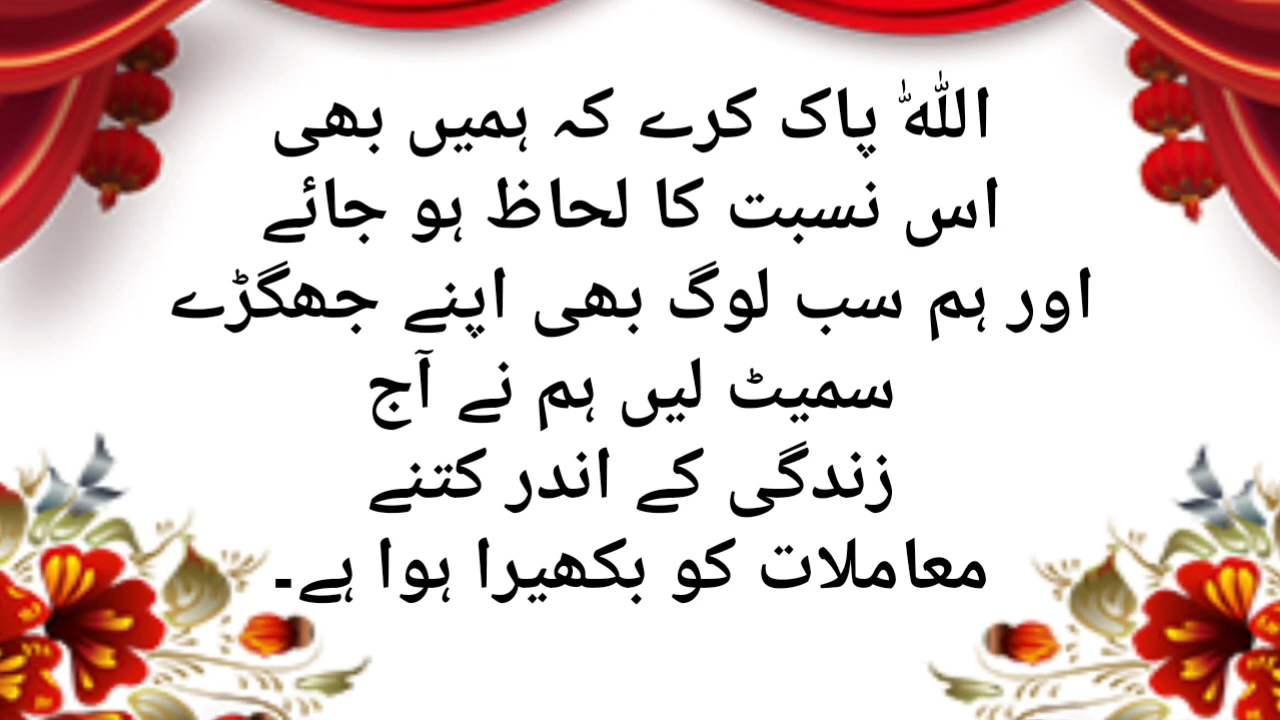 اللہ پاک کرے کہ ہمیں بھی
اس نسبت کا لحاظ ہو جائے
اور ہم سب لوگ بھی اپنے جھگڑے
سمیٹ لیں ہم نے آج
زندگی کے اندر کتنے
معاملات کو بکھیرا ہوا ہے۔